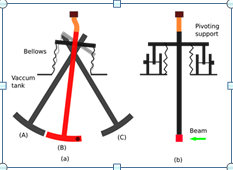 Bellows
Vaccum
tank
(A)
(B)
(C)
(a)
Pivoting
support
Beam
(b)